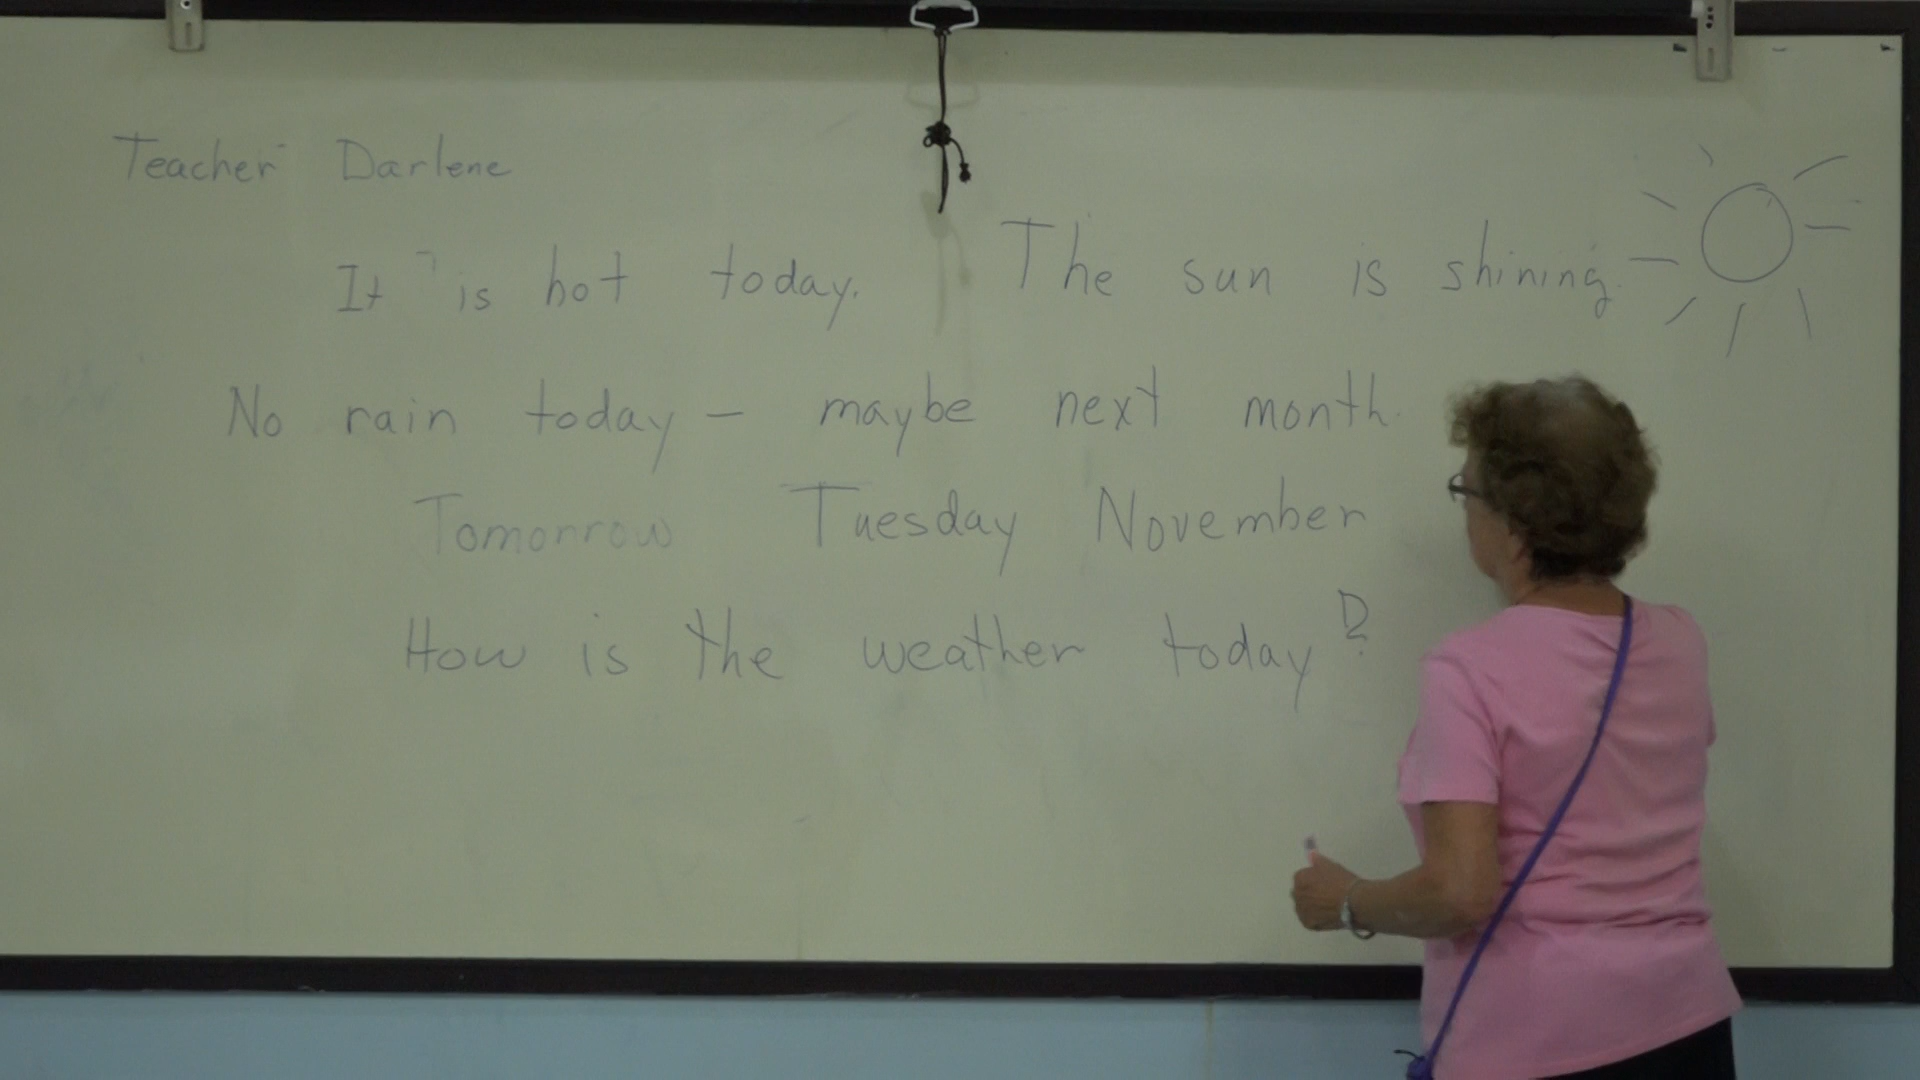 Teacher Darlene
It is hot today. The sun is shining.
No rain today - maybe next month.
Tomorrow Tuesday November
How is the weather today?